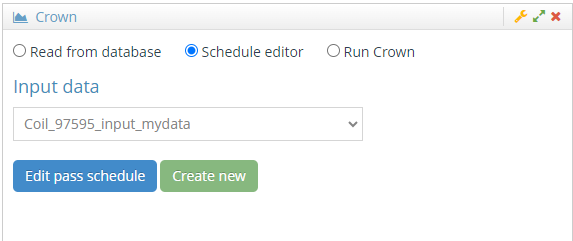 Crown
Read from database Schedule editor Run Crown
Input data
Coil_97595_input_mydata
Edit pass schedule Create new